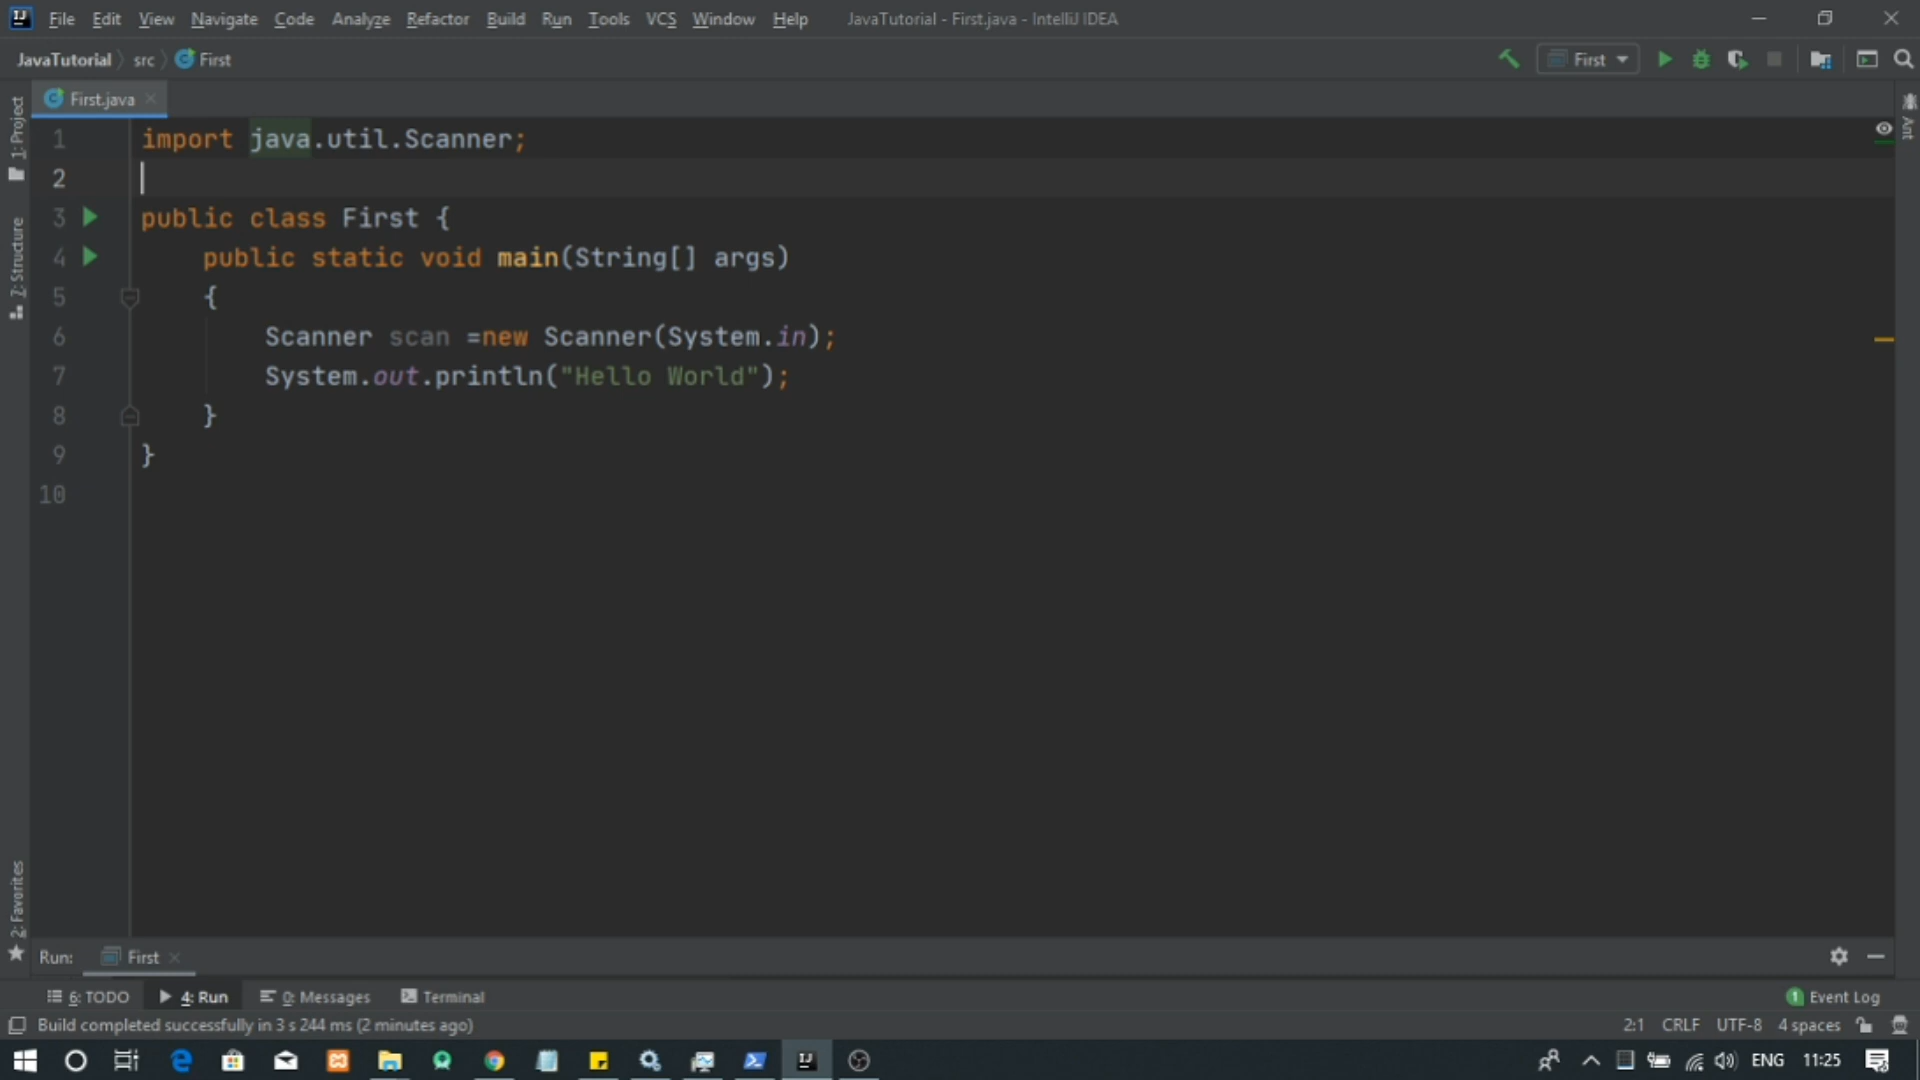 File Edit View Navigate Code Analyze Refactor Build Run Tools VCS Window Help JavaTutorial - First.java - IntelliJ IDEA
JavaTutorial src First
First
First.java
1: Project
7: Structure
2: Favorites
Ant
1 import java.util.Scanner;
2
3 public class First {
4 public static void main(String[] args)
5 {
6 Scanner scan =new Scanner(System.in);
7 System.out.println("Hello World");
8 }
9 }
10
Run: First
6: TODO 4: Run 0: Messages Terminal 1 Event Log
Build completed successfully in 3 s 244 ms (2 minutes ago) 2:1 CRLF UTF-8 4 spaces
ENG 11:25